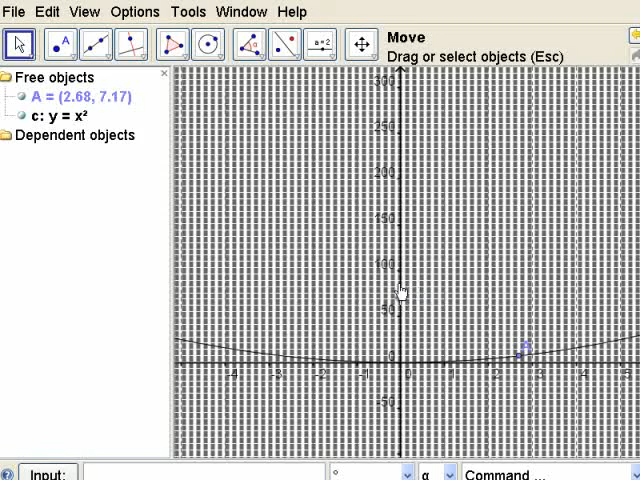 File Edit View Options Tools Window Help
A
a = 2
α
Move
Drag or select objects (Esc)
Free objects
A = (2.68, 7.17)
c: y = x²
Dependent objects
300
250
200
150
100
50
0
-50
-4 -3 -2 -1 0 1 2 3 4 5
A
Input:
°
α
Command ...